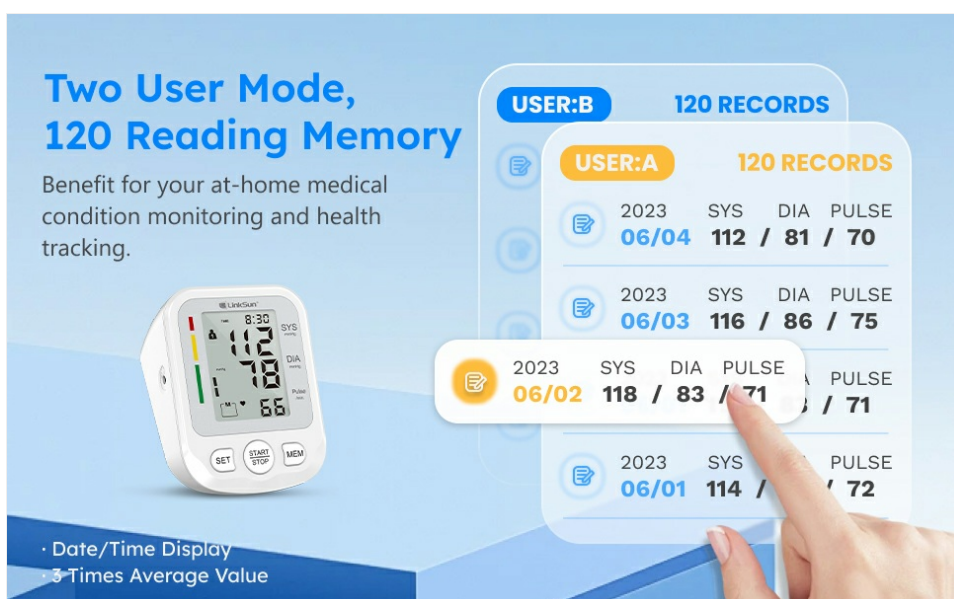 Two User Mode,
120 Reading Memory
Benefit for your at-home medical
condition monitoring and health
tracking.
USER:B 120 RECORDS
USER:A 120 RECORDS
2023 SYS DIA PULSE
06/04 112 / 81 / 70
2023 SYS DIA PULSE
06/03 116 / 86 / 75
2023 SYS DIA PULSE
06/02 118 / 83 / 71
/ 71
2023 SYS PULSE
06/01 114 / / 72
LinkSun
TIME 8:30
112 SYS
mmHg
78 DIA
mmHg
M 66 Pulse
SET START STOP MEM
· Date/Time Display
· 3 Times Average Value